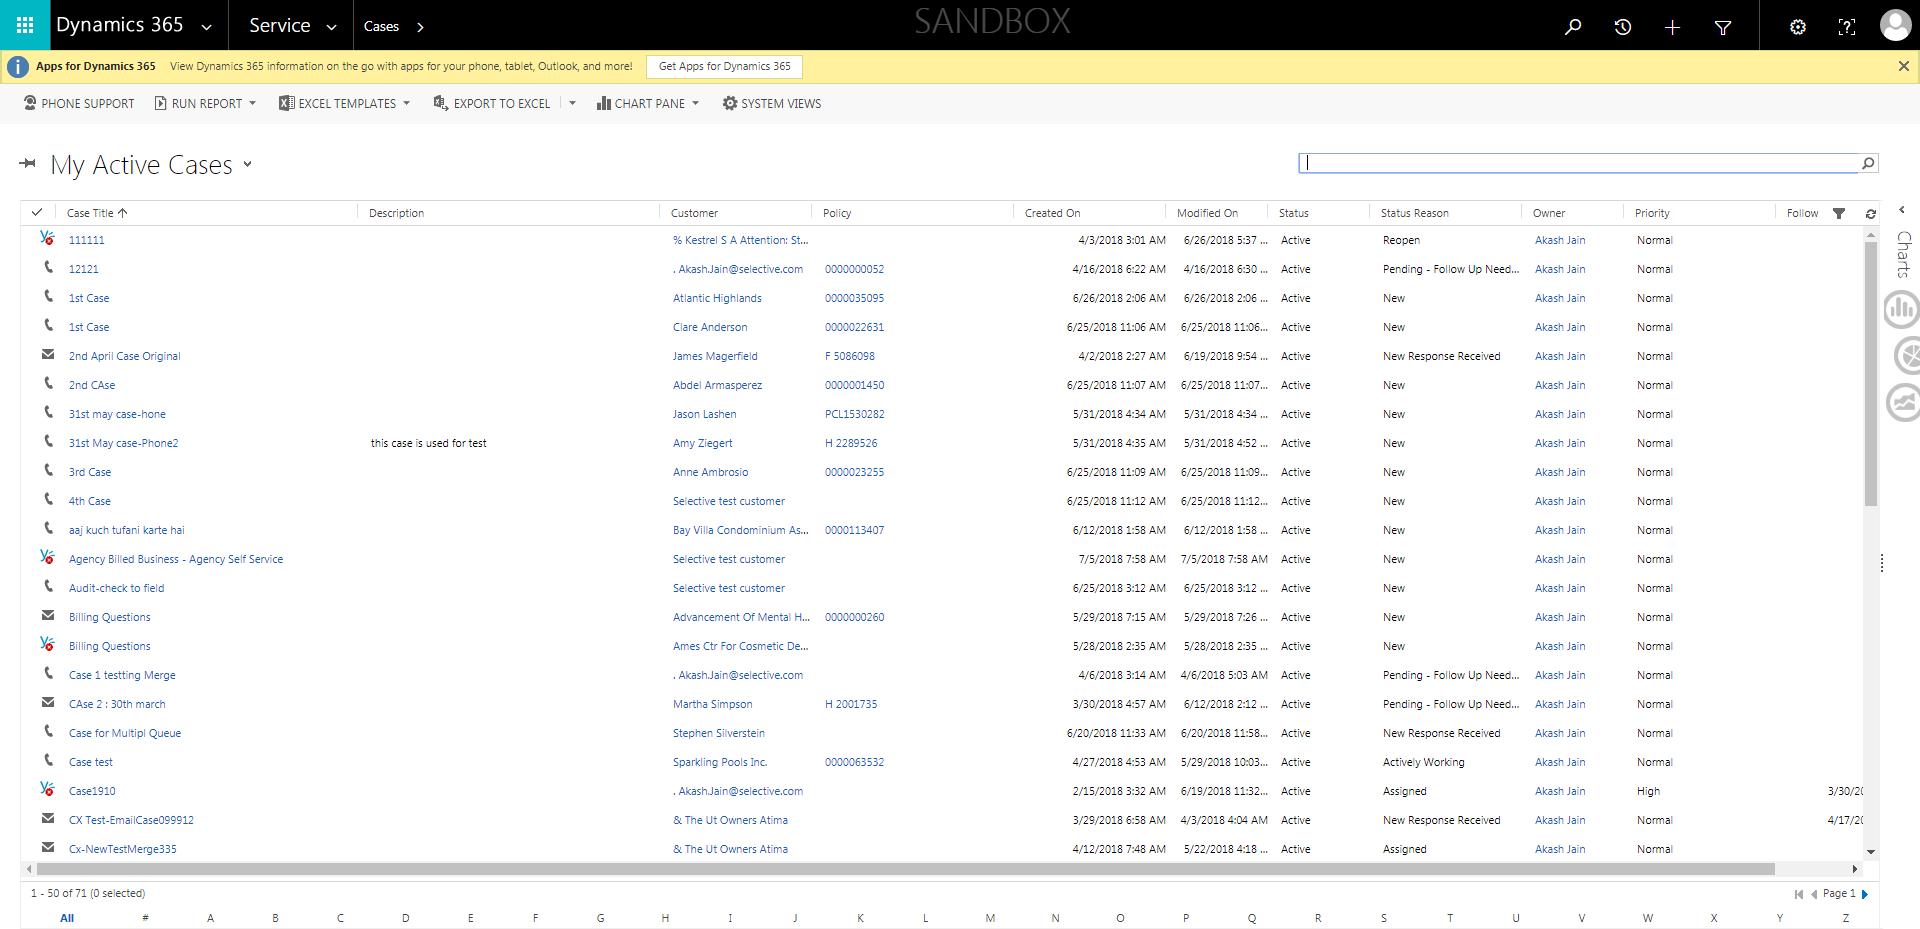 Dynamics 365 Service Cases SANDBOX
Apps for Dynamics 365 View Dynamics 365 information on the go with apps for your phone, tablet, Outlook, and more! Get Apps for Dynamics 365
PHONE SUPPORT RUN REPORT EXCEL TEMPLATES EXPORT TO EXCEL CHART PANE SYSTEM VIEWS
My Active Cases
Case Title Description Customer Policy Created On Modified On Status Status Reason Owner Priority Follow
Charts
111111 % Kestrel S A Attention: St... 4/3/2018 3:01 AM 6/26/2018 5:37 ... Active Reopen Akash Jain Normal
12121 . Akash.Jain@selective.com 0000000052 4/16/2018 6:22 AM 4/16/2018 6:30 ... Active Pending - Follow Up Need... Akash Jain Normal
1st Case Atlantic Highlands 0000035095 6/26/2018 2:06 AM 6/26/2018 2:06 ... Active New Akash Jain Normal
1st Case Clare Anderson 0000022631 6/25/2018 11:06 AM 6/25/2018 11:06... Active New Akash Jain Normal
2nd April Case Original James Magerfield F 5086098 4/2/2018 2:27 AM 6/19/2018 9:54 ... Active New Response Received Akash Jain Normal
2nd CAse Abdel Armasperez 0000001450 6/25/2018 11:07 AM 6/25/2018 11:07... Active New Akash Jain Normal
31st may case-hone Jason Lashen PCL1530282 5/31/2018 4:34 AM 5/31/2018 4:34 ... Active New Akash Jain Normal
31st May case-Phone2 this case is used for test Amy Ziegert H 2289526 5/31/2018 4:35 AM 5/31/2018 4:52 ... Active New Akash Jain Normal
3rd Case Anne Ambrosio 0000023255 6/25/2018 11:09 AM 6/25/2018 11:09... Active New Akash Jain Normal
4th Case Selective test customer 6/25/2018 11:12 AM 6/25/2018 11:12... Active New Akash Jain Normal
aaj kuch tufani karte hai Bay Villa Condominium As... 0000113407 6/12/2018 1:58 AM 6/12/2018 1:58 ... Active New Akash Jain Normal
Agency Billed Business - Agency Self Service Selective test customer 7/5/2018 7:58 AM 7/5/2018 7:58 AM Active New Akash Jain Normal
Audit-check to field Selective test customer 6/25/2018 3:12 AM 6/25/2018 3:12 ... Active New Akash Jain Normal
Billing Questions Advancement Of Mental H... 0000000260 5/29/2018 7:15 AM 5/29/2018 7:26 ... Active New Akash Jain Normal
Billing Questions Ames Ctr For Cosmetic De... 5/28/2018 2:35 AM 5/28/2018 2:35 ... Active New Akash Jain Normal
Case 1 testting Merge . Akash.Jain@selective.com 4/6/2018 3:14 AM 4/6/2018 5:03 AM Active Pending - Follow Up Need... Akash Jain Normal
CAse 2 : 30th march Martha Simpson H 2001735 3/30/2018 4:57 AM 6/12/2018 2:12 ... Active Pending - Follow Up Need... Akash Jain Normal
Case for Multipl Queue Stephen Silverstein 6/20/2018 11:33 AM 6/20/2018 11:58... Active New Response Received Akash Jain Normal
Case test Sparkling Pools Inc. 0000063532 4/27/2018 4:53 AM 5/29/2018 10:03... Active Actively Working Akash Jain Normal
Case1910 . Akash.Jain@selective.com 2/15/2018 3:32 AM 6/19/2018 11:32... Active Assigned Akash Jain High 3/30/20
CX Test-EmailCase099912 & The Ut Owners Atima 3/29/2018 6:58 AM 4/3/2018 4:04 AM Active New Response Received Akash Jain Normal 4/17/20
Cx-NewTestMerge335 & The Ut Owners Atima 4/12/2018 7:48 AM 5/22/2018 4:18 ... Active Assigned Akash Jain Normal
1 - 50 of 71 (0 selected) Page 1
All # A B C D E F G H I J K L M N O P Q R S T U V W X Y Z